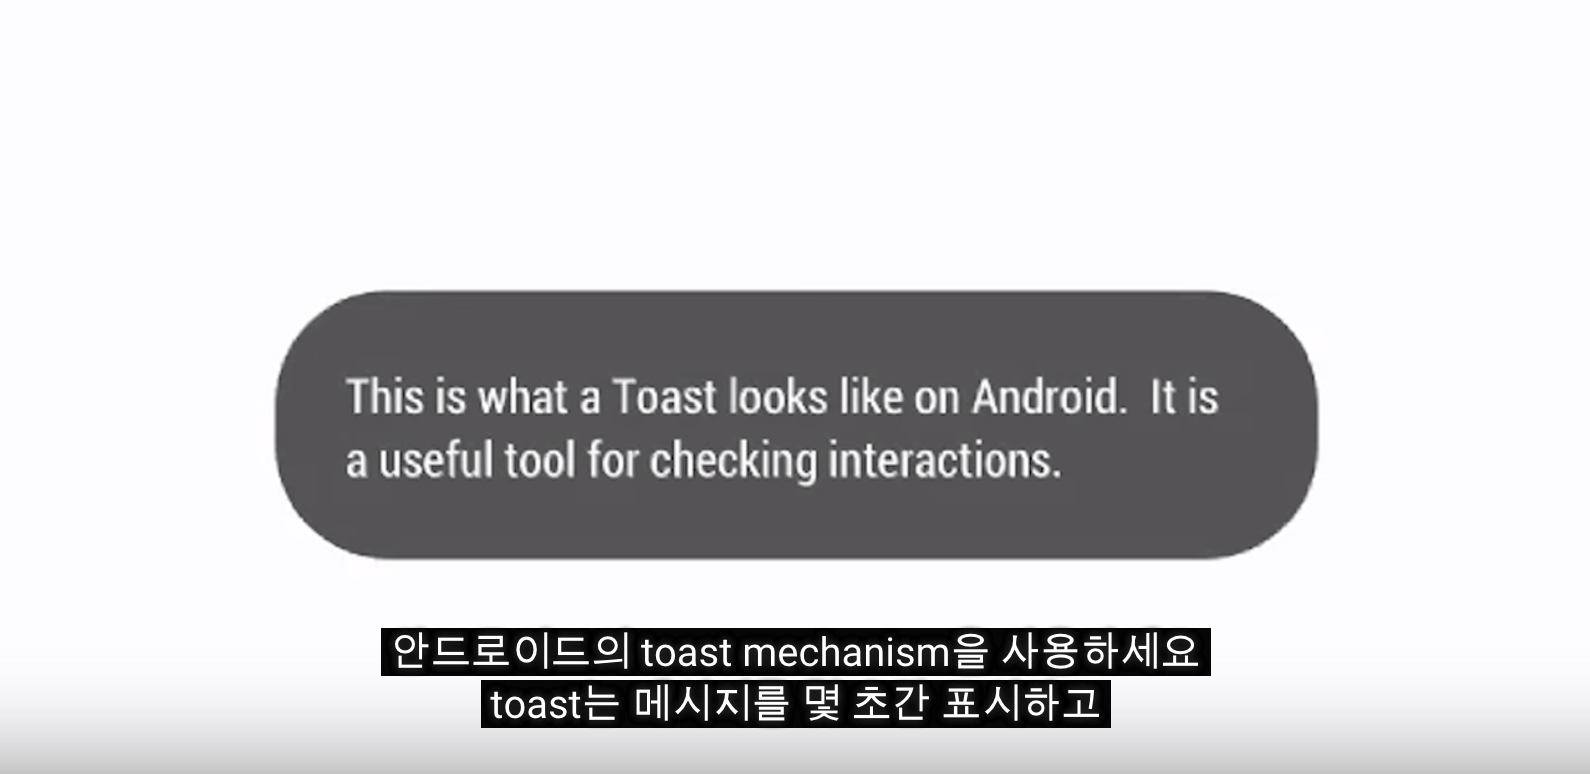 This is what a Toast looks like on Android.  It is
a useful tool for checking interactions.
안드로이드의 toast mechanism을 사용하세요
toast는 메시지를 몇 초간 표시하고